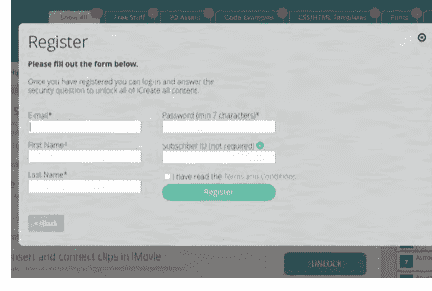 Show All Free Stuff 3D Assets Code Examples CSS/HTML Templates Fonts
Register
Please fill out the form below.
Once you have registered you can log-in and answer the
security question to unlock all of iCreate all content.
E-mail* Password (min 7 characters)*
First Name* Subscriber ID (not required)
Last Name* I have read the Terms and Conditions.
Register
<<Back
nsert and connect clips in iMovie
UNLOCK